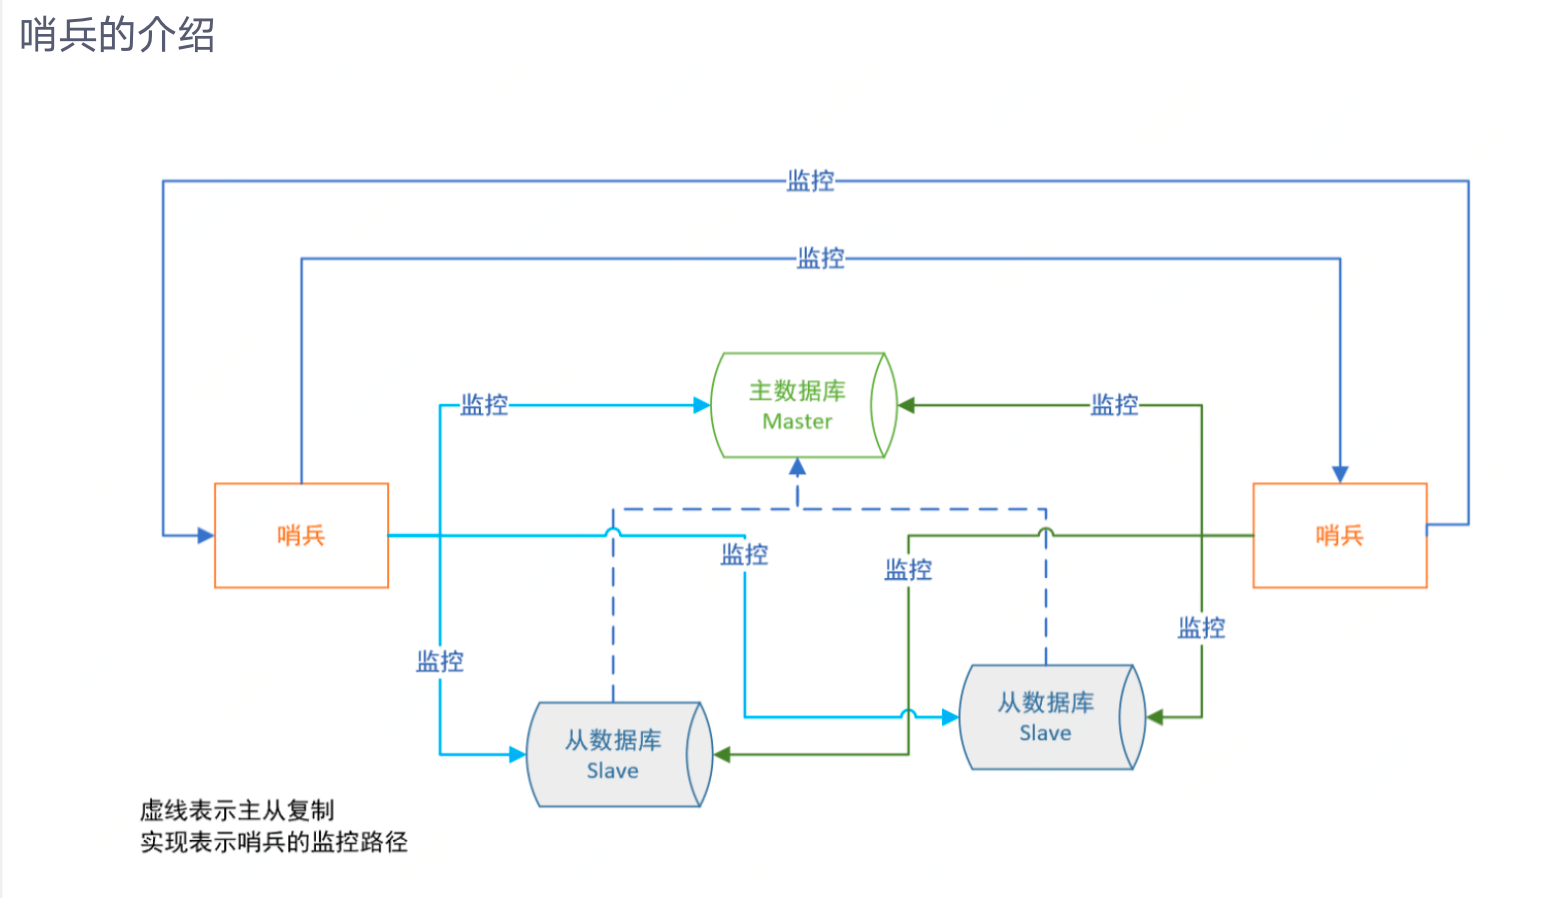 哨兵的介绍
监控
监控
主数据库
Master
监控
监控
哨兵
哨兵
监控
监控
监控
监控
从数据库
Slave
从数据库
Slave
虚线表示主从复制
实现表示哨兵的监控路径